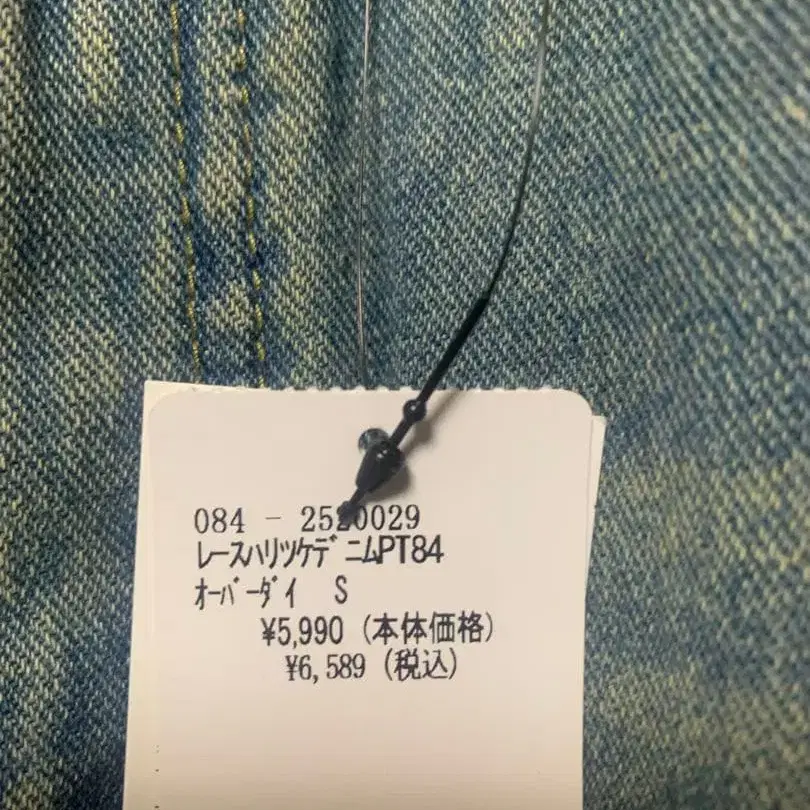 084 - 2520029
レースハリツケデニムPT84
オーバーダイ S
¥5,990 (本体価格)
¥6,589 (税込)